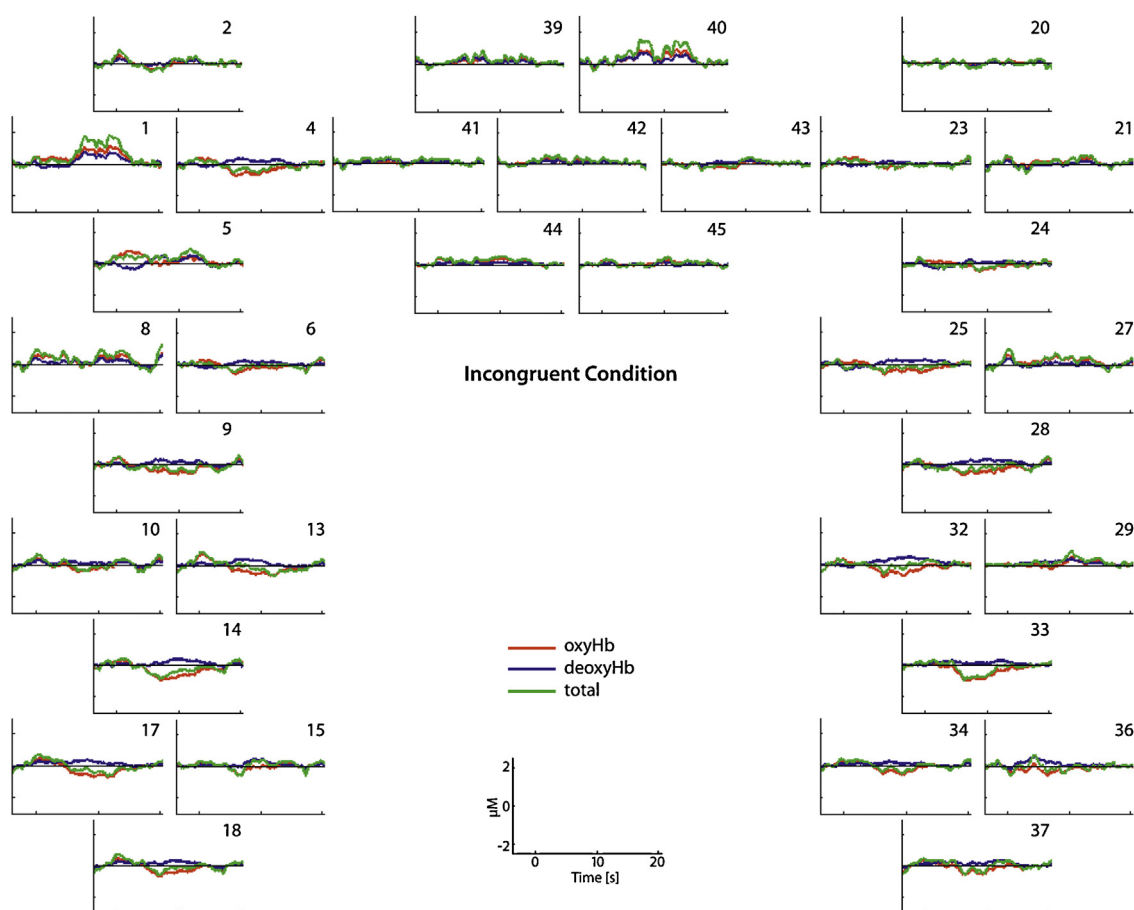 2 39 40 20
1 4 41 42 43 23 21
5 44 45 24
8 6 25 27
Incongruent Condition
9 28
10 13 32 29
oxyHb
deoxyHb
total
14 33
17 15 34 36
2
0
-2
μM
0 10 20
Time [s]
18 37